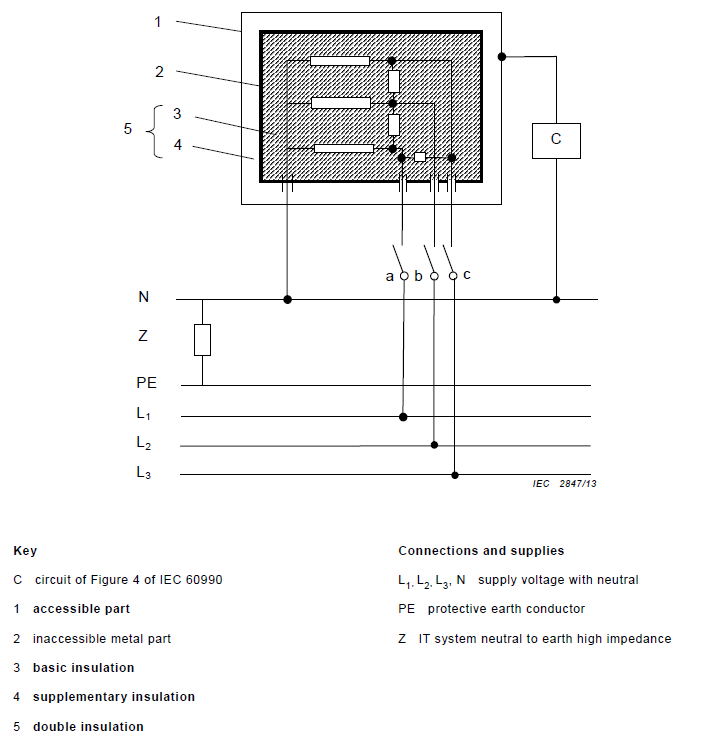 1
2
3
5
4
C
a b c
N
Z
PE
L1
L2
L3
IEC 2847/13
Key
C circuit of Figure 4 of IEC 60990
1 accessible part
2 inaccessible metal part
3 basic insulation
4 supplementary insulation
5 double insulation
Connections and supplies
L1, L2, L3, N supply voltage with neutral
PE protective earth conductor
Z IT system neutral to earth high impedance